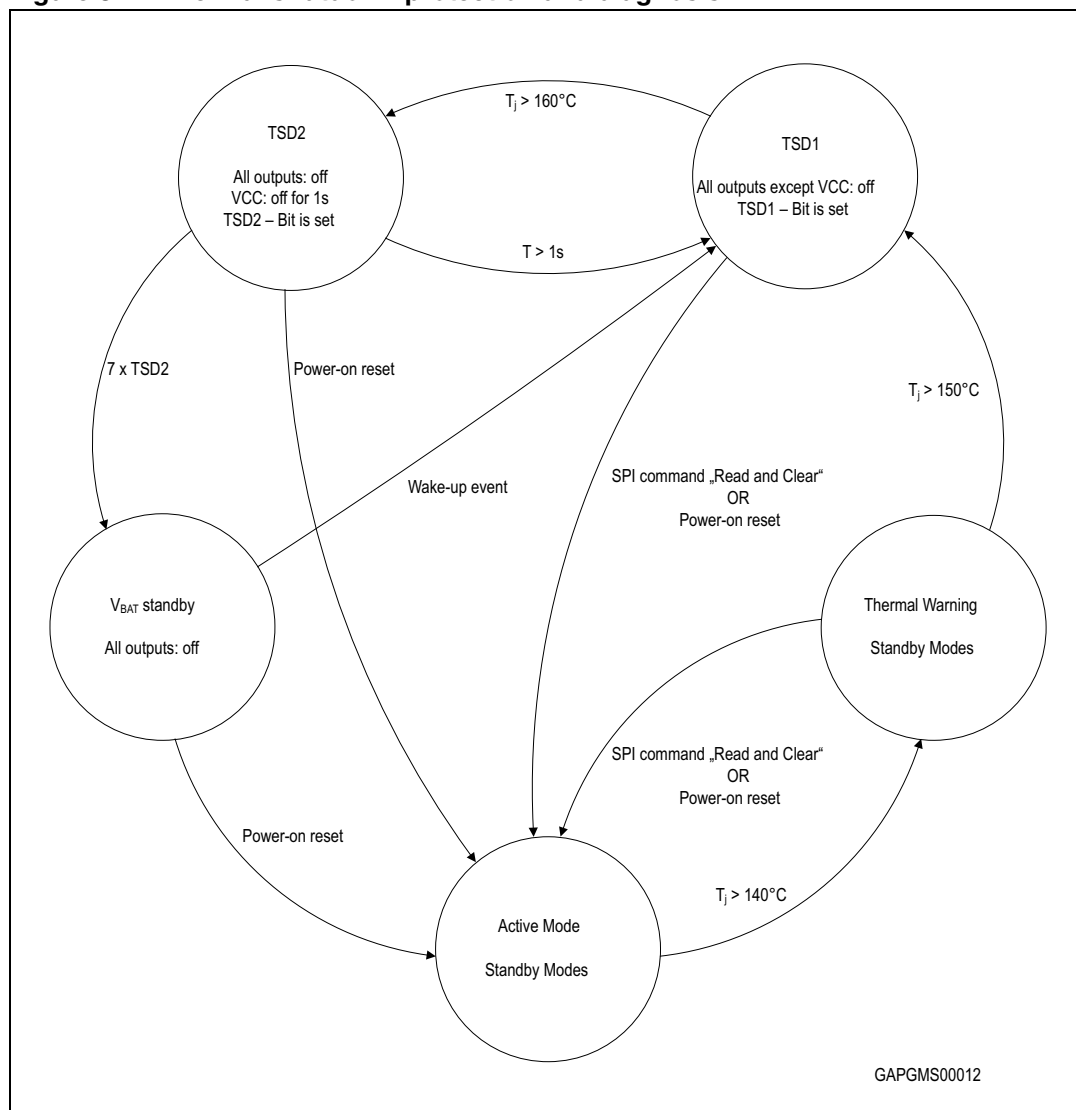 Tj > 160°C
TSD2
All outputs: off
VCC: off for 1s
TSD2 – Bit is set
TSD1
All outputs except VCC: off
TSD1 – Bit is set
T > 1s
7 x TSD2
Power-on reset
Tj > 150°C
Wake-up event
SPI command „Read and Clear“
OR
Power-on reset
VBAT standby
All outputs: off
Thermal Warning
Standby Modes
SPI command „Read and Clear“
OR
Power-on reset
Power-on reset
Tj > 140°C
Active Mode
Standby Modes
GAPGMS00012